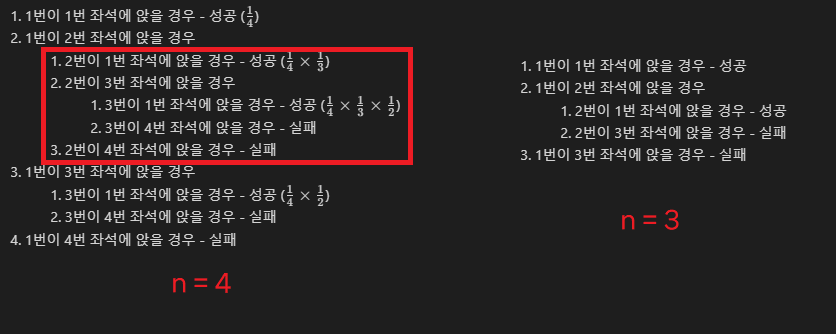 1. 1번이 1번 좌석에 앉을 경우 - 성공 (1/4)
2. 1번이 2번 좌석에 앉을 경우
1. 2번이 1번 좌석에 앉을 경우 - 성공 (1/4 × 1/3)
2. 2번이 3번 좌석에 앉을 경우
1. 3번이 1번 좌석에 앉을 경우 - 성공 (1/4 × 1/3 × 1/2)
2. 3번이 4번 좌석에 앉을 경우 - 실패
3. 2번이 4번 좌석에 앉을 경우 - 실패
3. 1번이 3번 좌석에 앉을 경우
1. 3번이 1번 좌석에 앉을 경우 - 성공 (1/4 × 1/2)
2. 3번이 4번 좌석에 앉을 경우 - 실패
4. 1번이 4번 좌석에 앉을 경우 - 실패
n = 4
1. 1번이 1번 좌석에 앉을 경우 - 성공
2. 1번이 2번 좌석에 앉을 경우
1. 2번이 1번 좌석에 앉을 경우 - 성공
2. 2번이 3번 좌석에 앉을 경우 - 실패
3. 1번이 3번 좌석에 앉을 경우 - 실패
n = 3